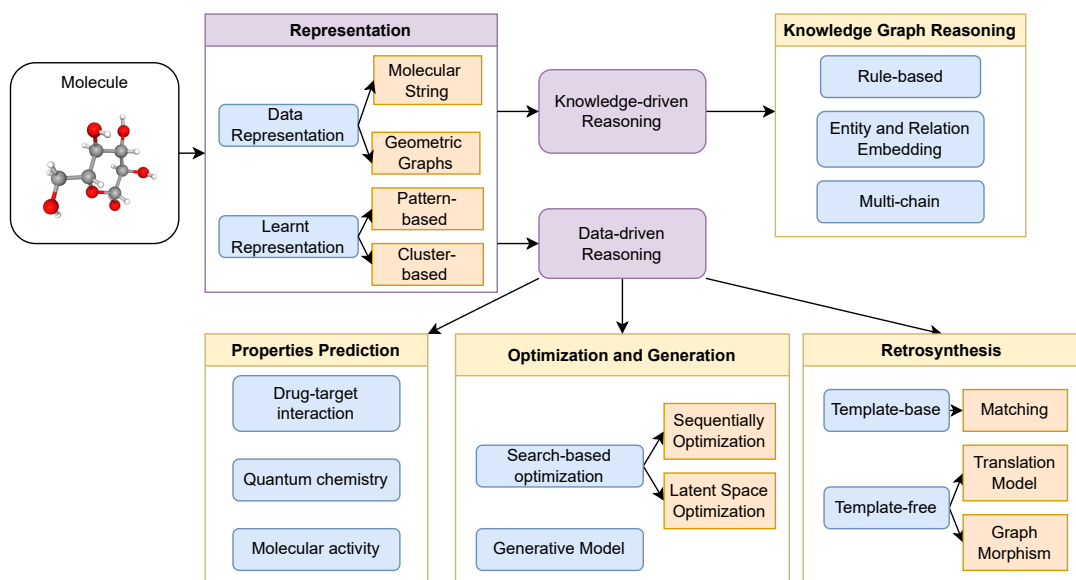 Molecule
Representation
Data
Representation
Molecular
String
Geometric
Graphs
Learnt
Representation
Pattern-
based
Cluster-
based
Knowledge-driven
Reasoning
Data-driven
Reasoning
Knowledge Graph Reasoning
Rule-based
Entity and Relation
Embedding
Multi-chain
Properties Prediction
Drug-target
interaction
Quantum chemistry
Molecular activity
Optimization and Generation
Search-based
optimization
Sequentially
Optimization
Latent Space
Optimization
Generative Model
Retrosynthesis
Template-base
Matching
Template-free
Translation
Model
Graph
Morphism